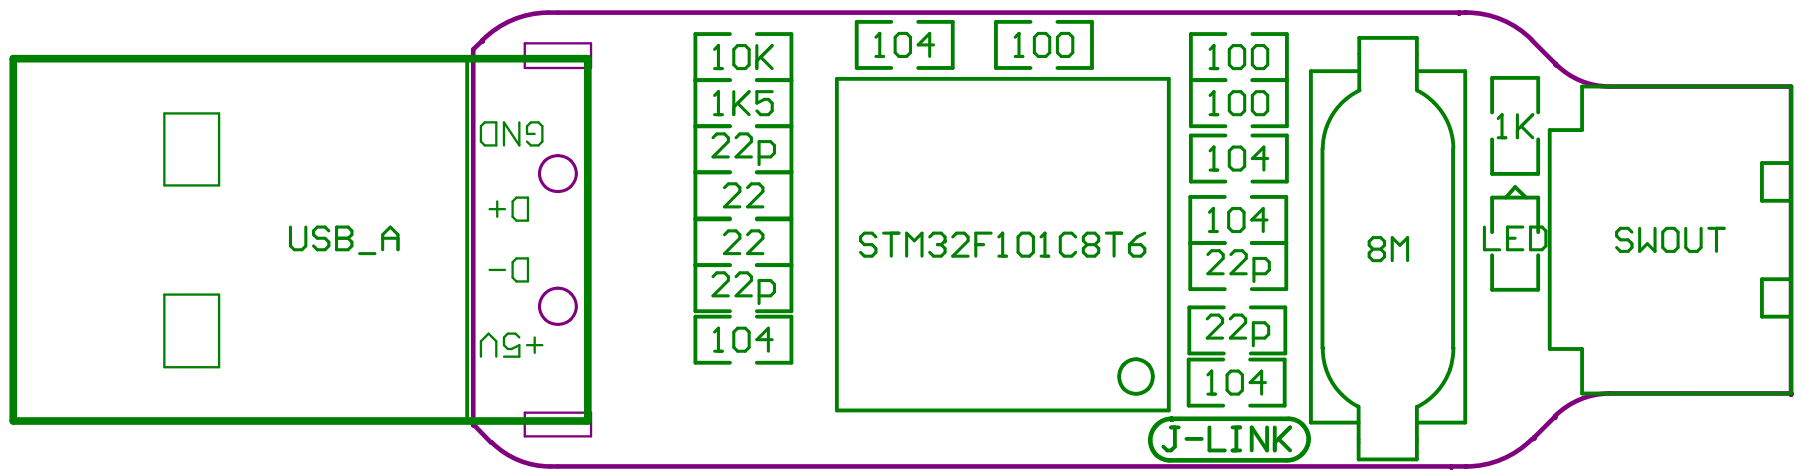 USB_A
GND
D+
D-
+5V
10K
1K5
22p
22
22
22p
104
104
100
STM32F101C8T6
100
100
104
104
22p
22p
104
J-LINK
8M
1K
LED
SWOUT